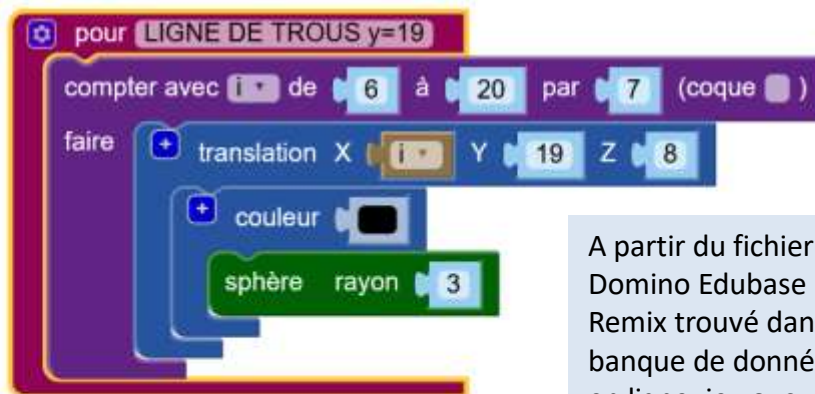 pour LIGNE DE TROUS y=19
compter avec i de 6 à 20 par 7 (coque )
faire translation X i Y 19 Z 8
couleur
sphère rayon 3
A partir du fichier
Domino Edubase
Remix trouvé dan
banque de donné